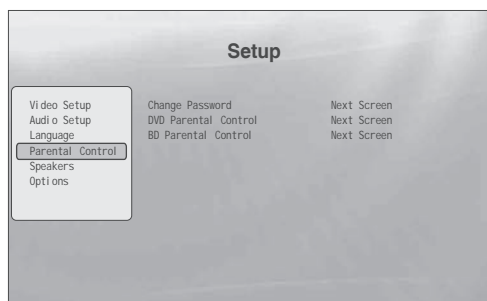 Setup
Video Setup
Audio Setup
Language
Parental Control
Speakers
Options
Change Password Next Screen
DVD Parental Control Next Screen
BD Parental Control Next Screen